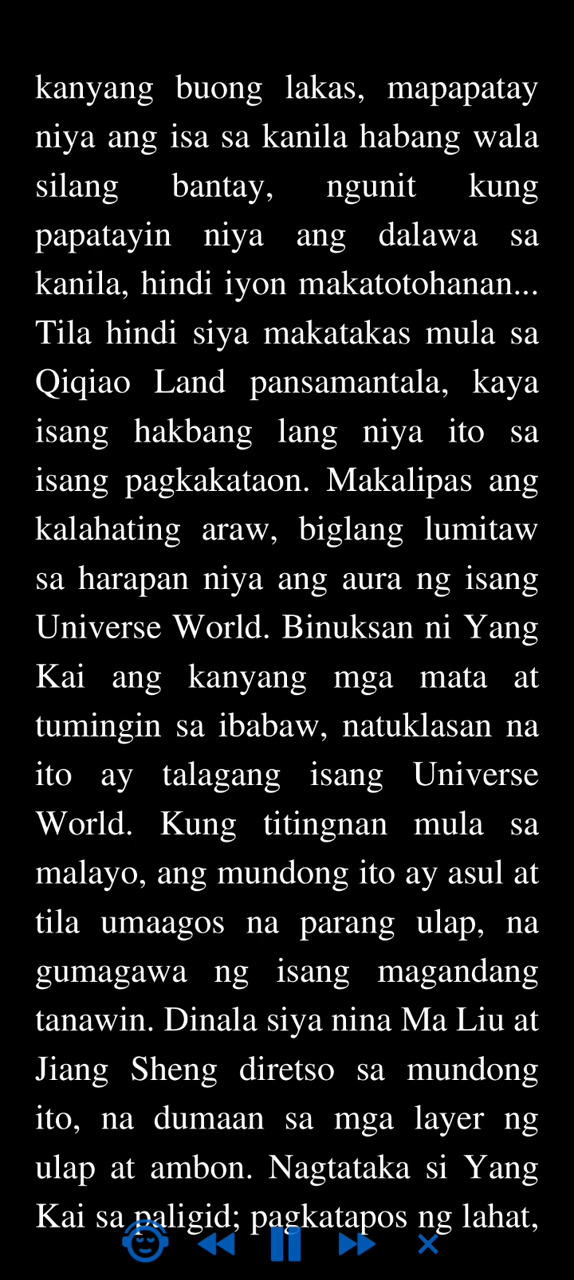 kanyang buong lakas, mapapatay
niya ang isa sa kanila habang wala
silang bantay, ngunit kung
papatayin niya ang dalawa sa
kanila, hindi iyon makatotohanan...
Tila hindi siya makatakas mula sa
Qiqiao Land pansamantala, kaya
isang hakbang lang niya ito sa
isang pagkakataon. Makalipas ang
kalahating araw, biglang lumitaw
sa harapan niya ang aura ng isang
Universe World. Binuksan ni Yang
Kai ang kanyang mga mata at
tumingin sa ibabaw, natuklasan na
ito ay talagang isang Universe
World. Kung titingnan mula sa
malayo, ang mundong ito ay asul at
tila umaagos na parang ulap, na
gumagawa ng isang magandang
tanawin. Dinala siya nina Ma Liu at
Jiang Sheng diretso sa mundong
ito, na dumaan sa mga layer ng
ulap at ambon. Nagtataka si Yang
Kai sa paligid; pagkatapos ng lahat,